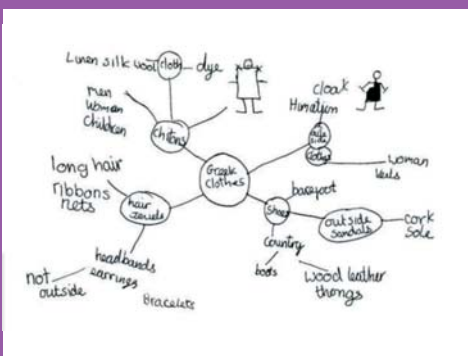 Linen silk wool
cloth
dye
men
women
children
chitons
cloak
Himation
outside
woman
veils
Greek
clothes
long hair
ribbons
nets
hair
jewels
headbands
earrings
not
outside
Bracelets
barefoot
Shoes
outside
sandals
cork
sole
Country
boots
wood leather
thongs